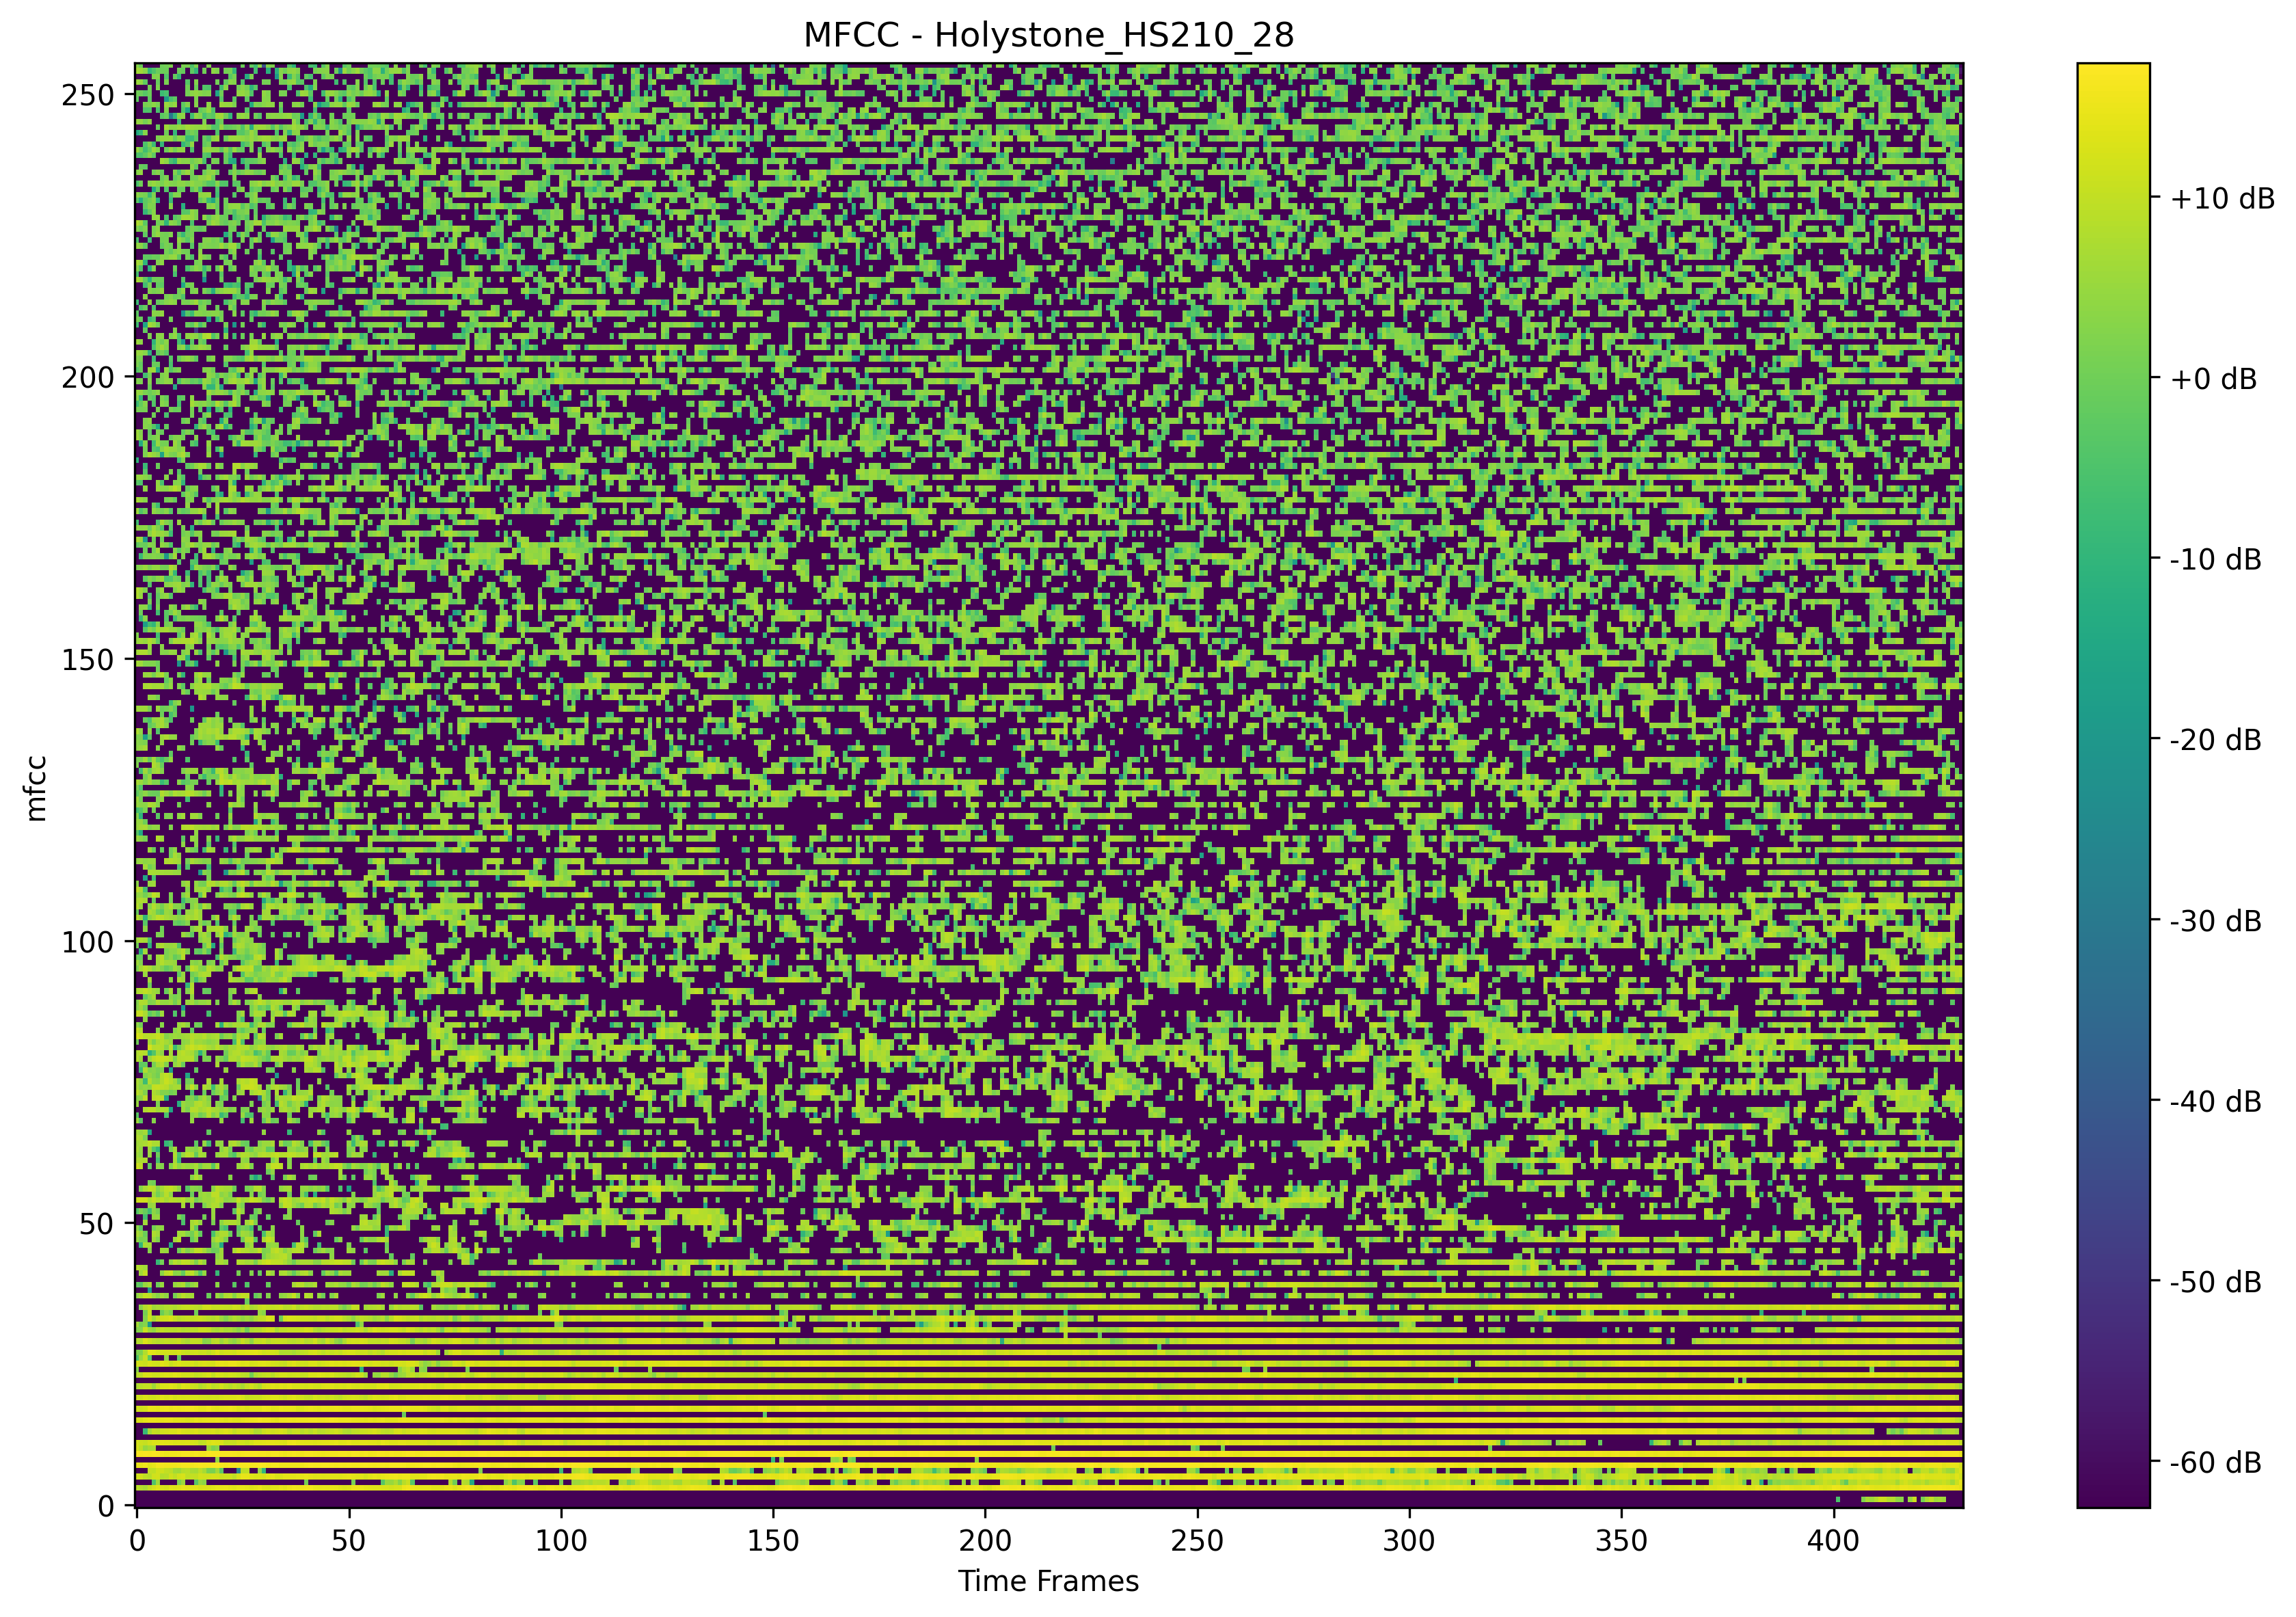 MFCC - Holystone_HS210_28
250
200
150
100
50
0
mfcc
0 50 100 150 200 250 300 350 400
Time Frames
+10 dB
+0 dB
-10 dB
-20 dB
-30 dB
-40 dB
-50 dB
-60 dB